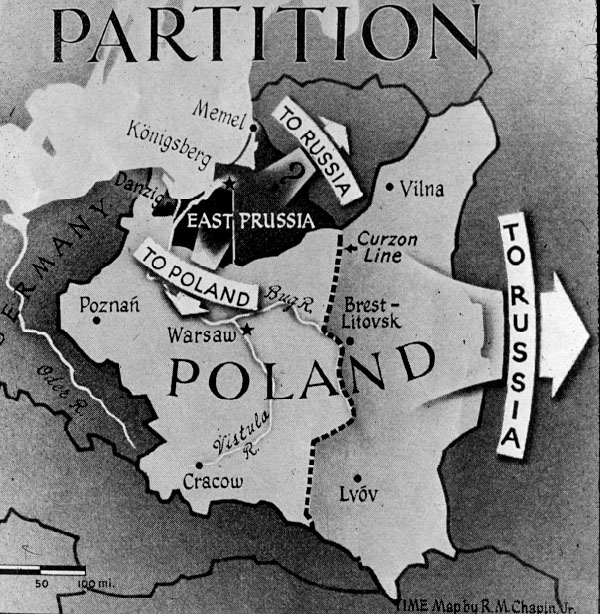 PARTITION
Memel
TO RUSSIA
Königsberg
?
Danzig
Vilna
EAST PRUSSIA
GERMANY
Curzon
Line
TO RUSSIA
TO POLAND
Bug R.
Poznań
Brest-
Litovsk
Warsaw
POLAND
Oder R.
Vistula
R.
Cracow
Lvóv
50 100 mi.
TIME Map by R.M. Chapin, Jr.